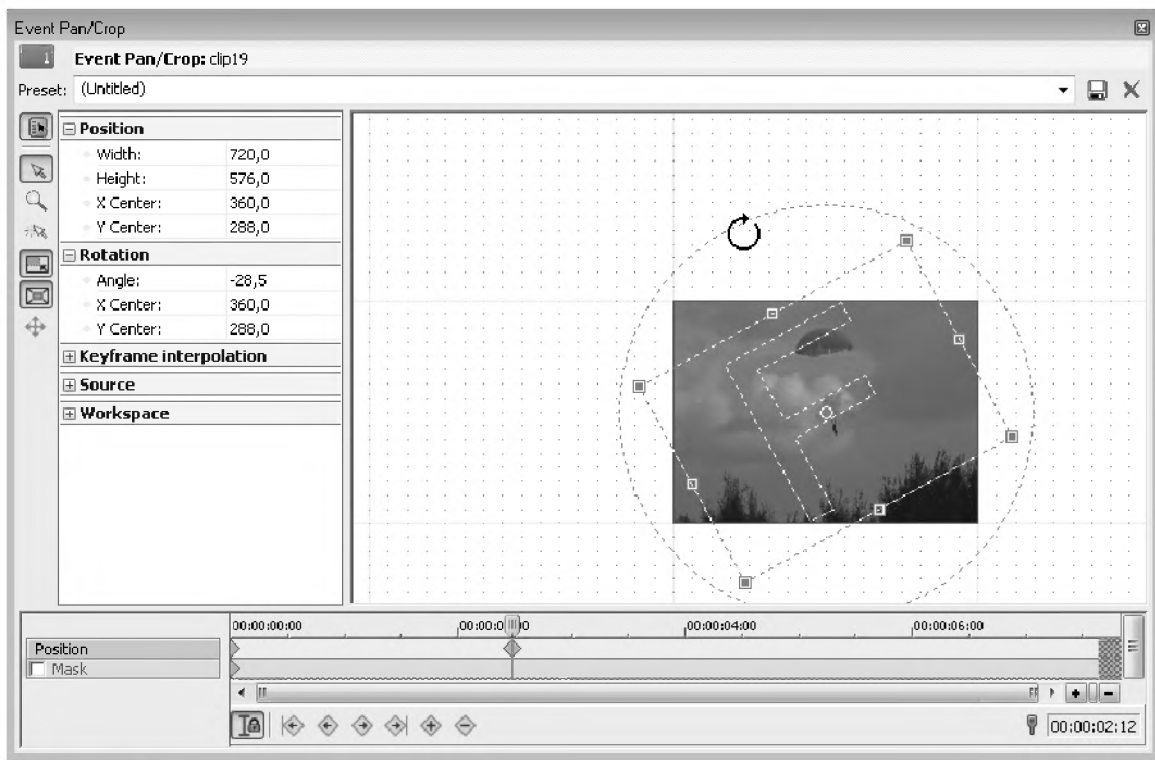 Event Pan/Crop
Event Pan/Crop: clip19
Preset: (Untitled)
Position
Width: 720,0
Height: 576,0
X Center: 360,0
Y Center: 288,0
Rotation
Angle: -28,5
X Center: 360,0
Y Center: 288,0
Keyframe interpolation
Source
Workspace
00:00:00:00 00:00:04:00 00:00:06:00
Position
Mask
00:00:02:12